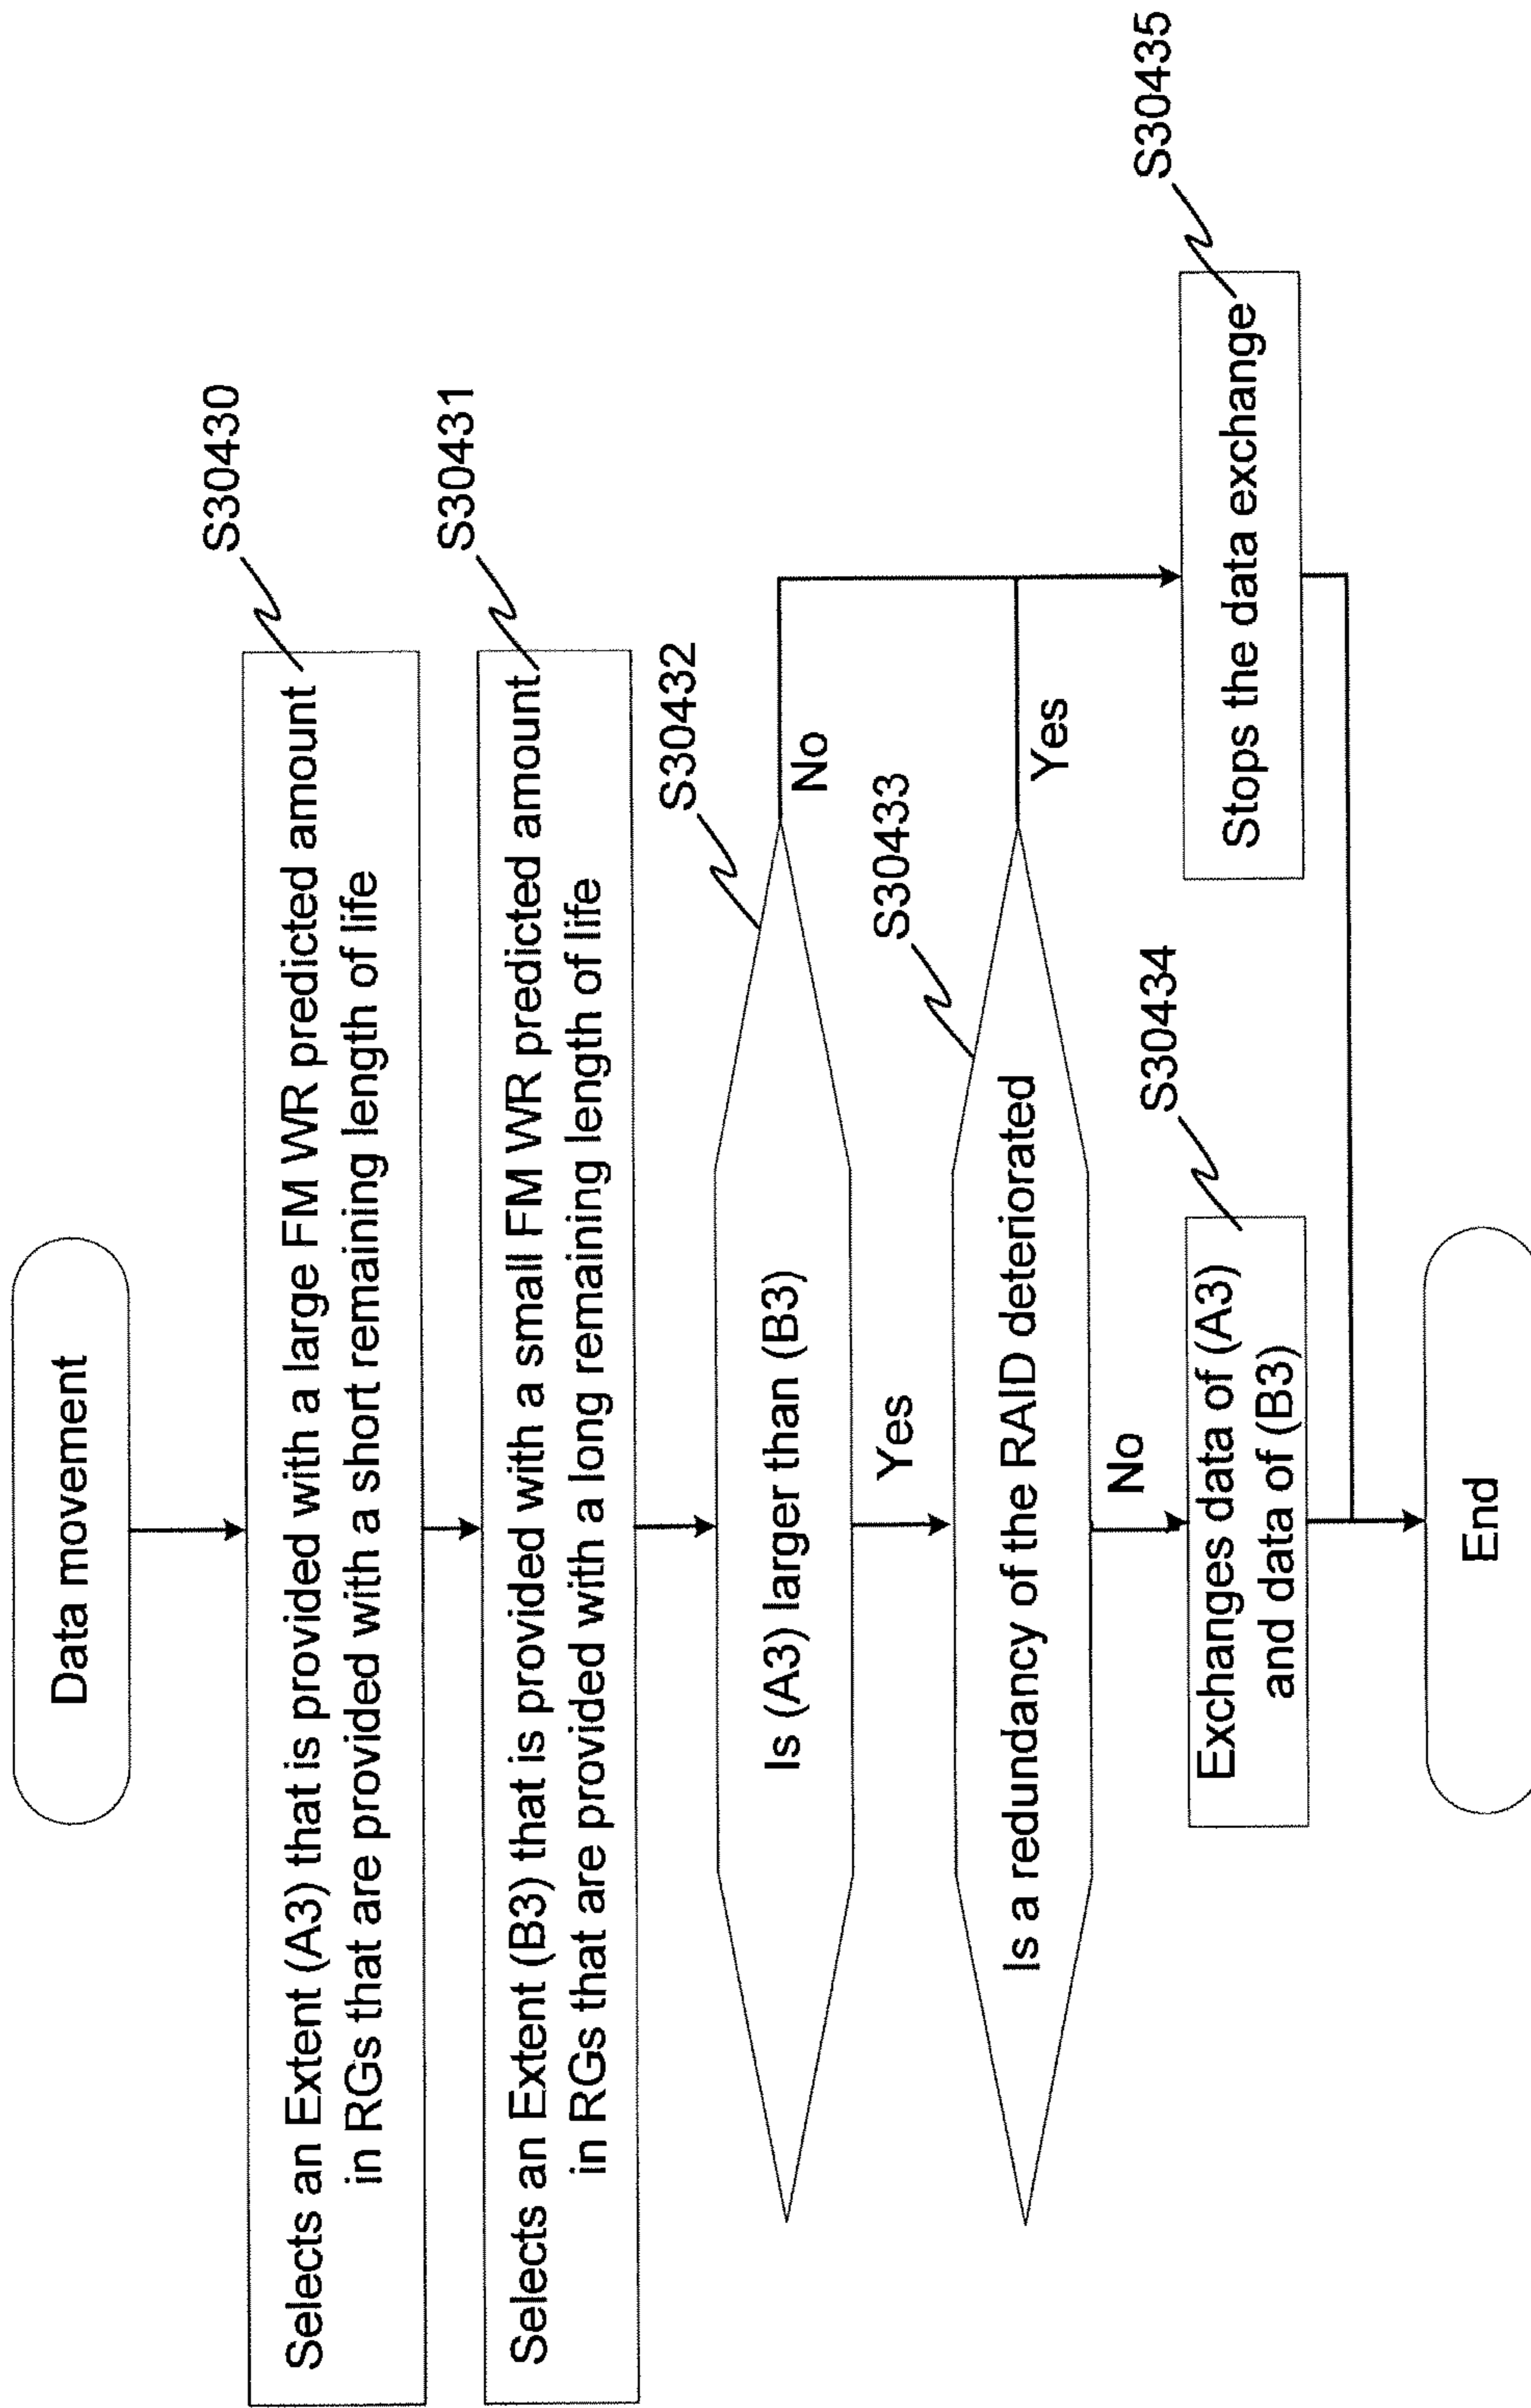 Data movement
S30430
Selects an Extent (A3) that is provided with a large FM WR predicted amount
in RGs that are provided with a short remaining length of life
S30431
Selects an Extent (B3) that is provided with a small FM WR predicted amount
in RGs that are provided with a long remaining length of life
S30432
Is (A3) larger than (B3)
No
Yes
S30433
Is a redundancy of the RAID deteriorated
Yes
No
S30434
Exchanges data of (A3)
and data of (B3)
S30435
Stops the data exchange
End